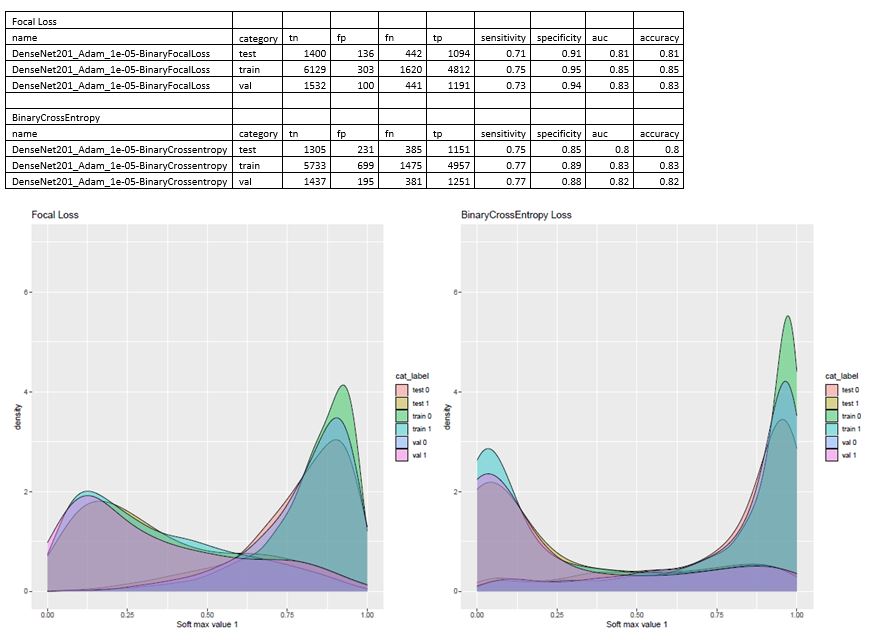 Focal Loss
name category tn fp fn tp sensitivity specificity auc accuracy
DenseNet201_Adam_1e-05-BinaryFocalLoss test 1400 136 442 1094 0.71 0.91 0.81 0.81
DenseNet201_Adam_1e-05-BinaryFocalLoss train 6129 303 1620 4812 0.75 0.95 0.85 0.85
DenseNet201_Adam_1e-05-BinaryFocalLoss val 1532 100 441 1191 0.73 0.94 0.83 0.83
BinaryCrossEntropy
name category tn fp fn tp sensitivity specificity auc accuracy
DenseNet201_Adam_1e-05-BinaryCrossentropy test 1305 231 385 1151 0.75 0.85 0.8 0.8
DenseNet201_Adam_1e-05-BinaryCrossentropy train 5733 699 1475 4957 0.77 0.89 0.83 0.83
DenseNet201_Adam_1e-05-BinaryCrossentropy val 1437 195 381 1251 0.77 0.88 0.82 0.82
Focal Loss
6
4
2
0
density
0.00 0.25 0.50 0.75 1.00
Soft max value 1
cat_label
test 0
test 1
train 0
train 1
val 0
val 1
BinaryCrossEntropy Loss
6
4
2
0
density
0.00 0.25 0.50 0.75 1.00
Soft max value 1
cat_label
test 0
test 1
train 0
train 1
val 0
val 1